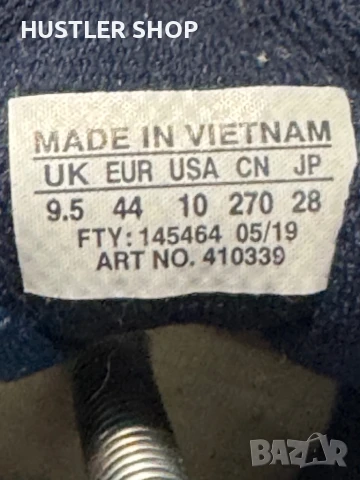 HUSTLER SHOP
MADE IN VIETNAM
UK EUR USA CN JP
9.5 44 10 270 28
FTY: 145464 05/19
ART NO. 410339
bazar